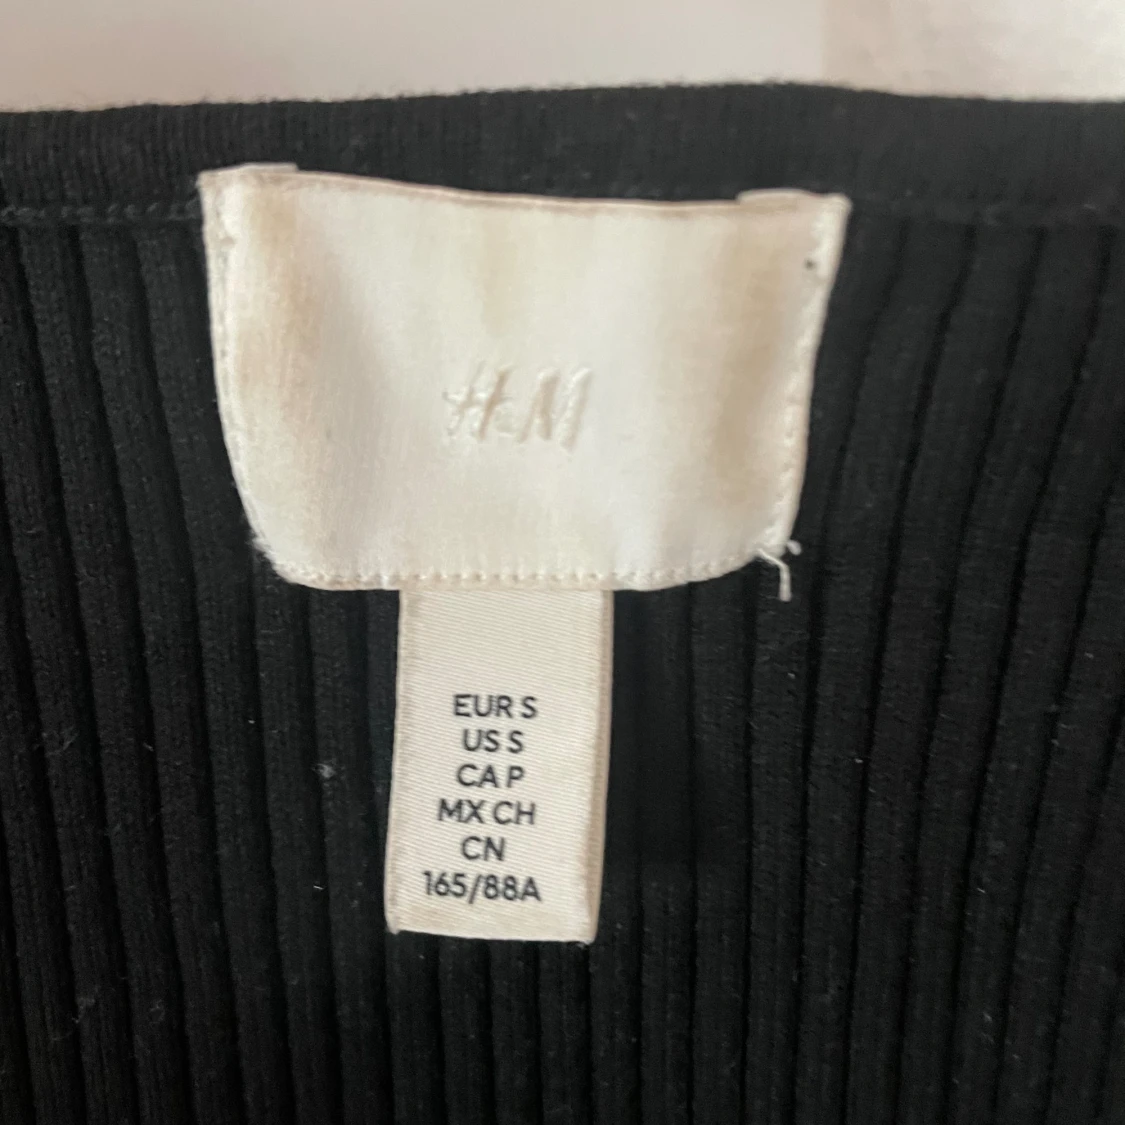 H&M
EUR S
US S
CA P
MX CH
CN
165/88A